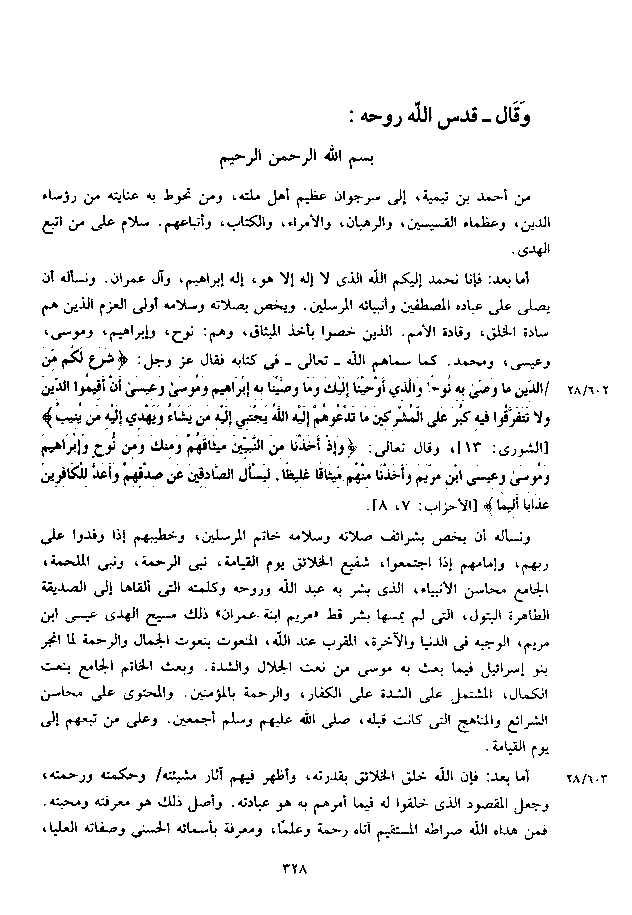 وَقَال ـ قدس الله روحه :
بسم الله الرحمن الرحيم
من أحمد بن تيمية، إلى سرجوان عظيم أهل ملته، ومن تحوط به عنايته من رؤساء
الدين، وعظماء القسيسين، والرهبان، والأمراء، والكتاب، وأتباعهم. سلام على من اتبع
الهدى.
أما بعد: فإنا نحمد إليكم الله الذى لا إله إلا هو، إله إبراهيم، وآل عمران. ونسأله أن
يصلى على عباده المصطفين وأنبيائه المرسلين. ويخص بصلاته وسلامه أولى العزم الذين هم
سادة الخلق، وقادة الأمم. الذين خصوا بأخذ الميثاق، وهم: نوح، وإبراهيم، وموسى،
وعيسى، ومحمد. كما سماهم الله ـ تعالى ـ فى كتابه فقال عز وجل: ﴿ شَرَعَ لَكُم مِّنَ
٢٨/٦٠٢ /الدِّينِ مَا وَصَّىٰ بِهِ نُوحًا وَالَّذِي أَوْحَيْنَا إِلَيْكَ وَمَا وَصَّيْنَا بِهِ إِبْرَاهِيمَ وَمُوسَىٰ وَعِيسَىٰ أَنْ أَقِيمُوا الدِّينَ
وَلا تَتَفَرَّقُوا فِيهِ كَبُرَ عَلَى الْمُشْرِكِينَ مَا تَدْعُوهُمْ إِلَيْهِ اللَّهُ يَجْتَبِي إِلَيْهِ مَن يَشَاءُ وَيَهْدِي إِلَيْهِ مَن يُنِيبُ ﴾
[الشورى: ١٣]، وقال تعالى: ﴿ وَإِذْ أَخَذْنَا مِنَ النَّبِيِّينَ مِيثَاقَهُمْ وَمِنكَ وَمِن نُّوحٍ وَإِبْرَاهِيمَ
وَمُوسَىٰ وَعِيسَى ابْنِ مَرْيَمَ وَأَخَذْنَا مِنْهُم مِّيثَاقًا غَلِيظًا. لِيَسْأَلَ الصَّادِقِينَ عَن صِدْقِهِمْ وَأَعَدَّ لِلْكَافِرِينَ
عَذَابًا أَلِيمًا ﴾ [الأحزاب: ٧، ٨].
ونسأله أن يخص بشرائف صلاته وسلامه خاتم المرسلين، وخطيبهم إذا وفدوا على
ربهم، وإمامهم إذا اجتمعوا، شفيع الخلائق يوم القيامة، نبى الرحمة، ونبى الملحمة،
الجامع محاسن الأنبياء، الذى بشر به عبد الله وروحه وكلمته التى ألقاها إلى الصديقة
الطاهرة البتول، التى لم يمسها بشر قط «مريم ابنة عمران» ذلك مسيح الهدى عيسى ابن
مريم، الوجيه فى الدنيا والآخرة، المقرب عند الله، المنعوت بنعوت الجمال والرحمة لما انجر
بنو إسرائيل فيما بعث به موسى من نعت الجلال والشدة. وبعث الخاتم الجامع بنعت
الكمال، المشتمل على الشدة على الكفار، والرحمة بالمؤمنين. والمحتوى على محاسن
الشرائع والمناهج التى كانت قبله، صلى الله عليهم وسلم أجمعين. وعلى من تبعهم إلى
يوم القيامة.
٢٨/٦٠٣ أما بعد: فإن الله خلق الخلائق بقدرته، وأظهر فيهم آثار مشيئته/ وحكمته ورحمته،
وجعل المقصود الذى خلقوا له فيما أمرهم به هو عبادته. وأصل ذلك هو معرفته ومحبته.
فمن هداه الله صراطه المستقيم آتاه رحمة وعلمًا، ومعرفة بأسمائه الحسنى وصفاته العليا،
٣٢٨